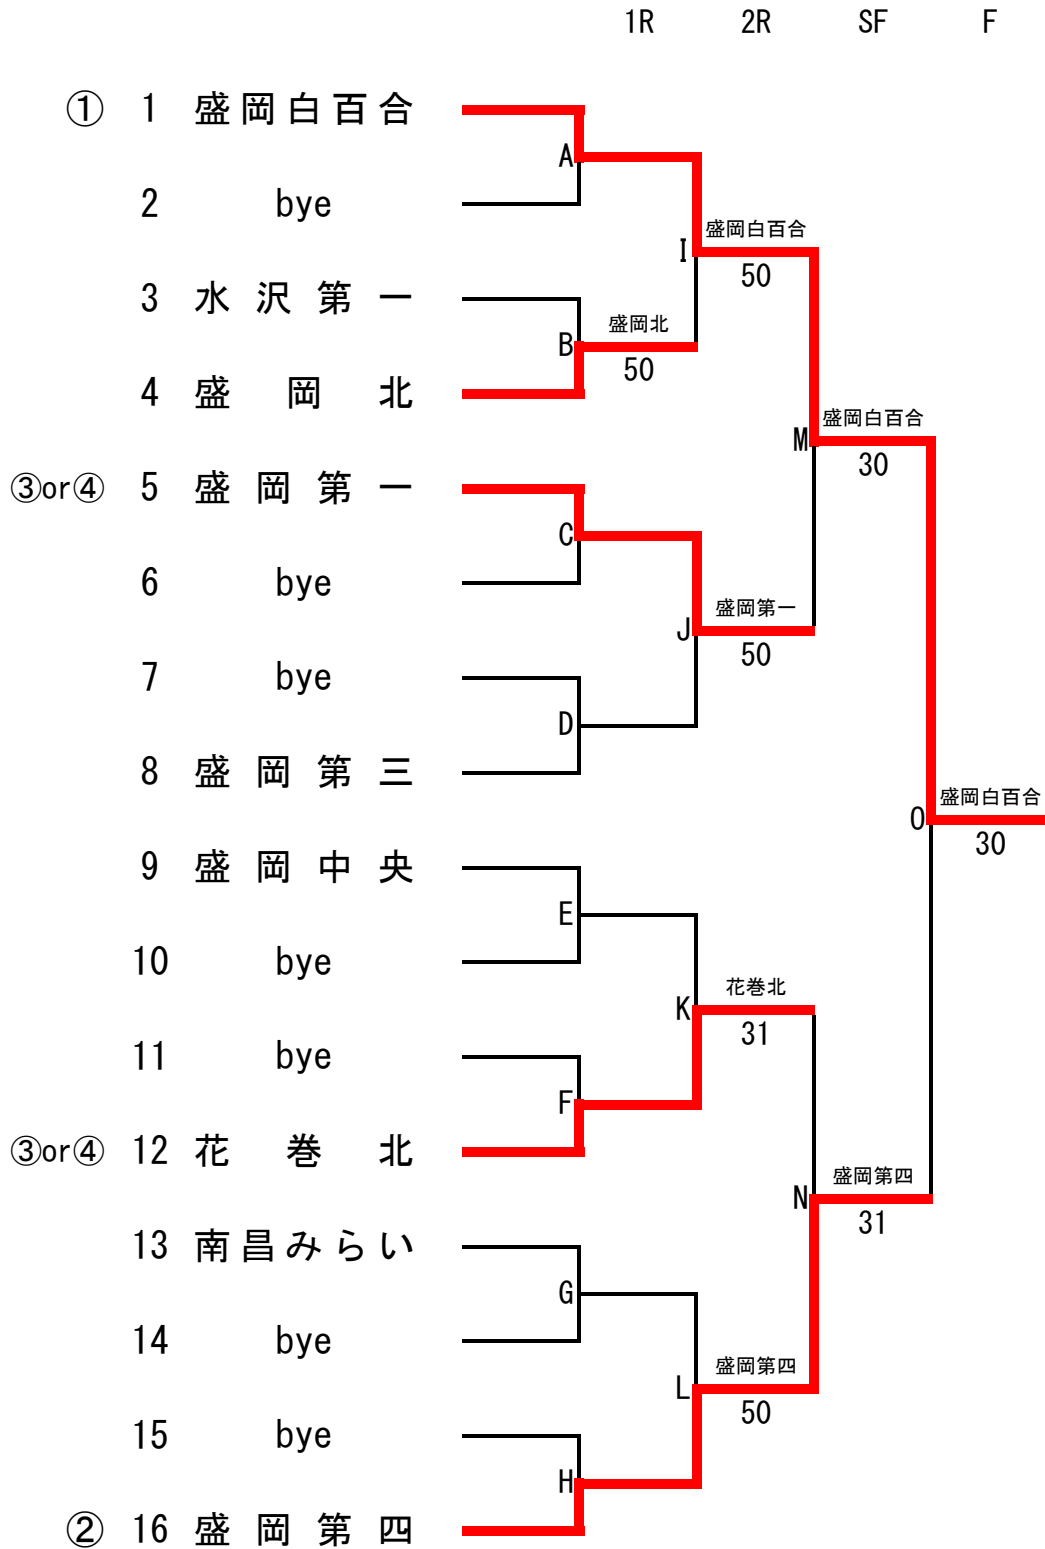 1R 2R SF F
① 1 盛岡白百合
A
2 bye
盛岡白百合
I
50
3 水沢第一
盛岡北
B
50
4 盛岡北
盛岡白百合
M
30
③or④ 5 盛岡第一
C
6 bye
盛岡第一
J
50
7 bye
D
8 盛岡第三
盛岡白百合
O
30
9 盛岡中央
E
10 bye
花巻北
K
31
11 bye
F
③or④ 12 花巻北
盛岡第四
N
31
13 南昌みらい
G
14 bye
盛岡第四
L
50
15 bye
H
② 16 盛岡第四